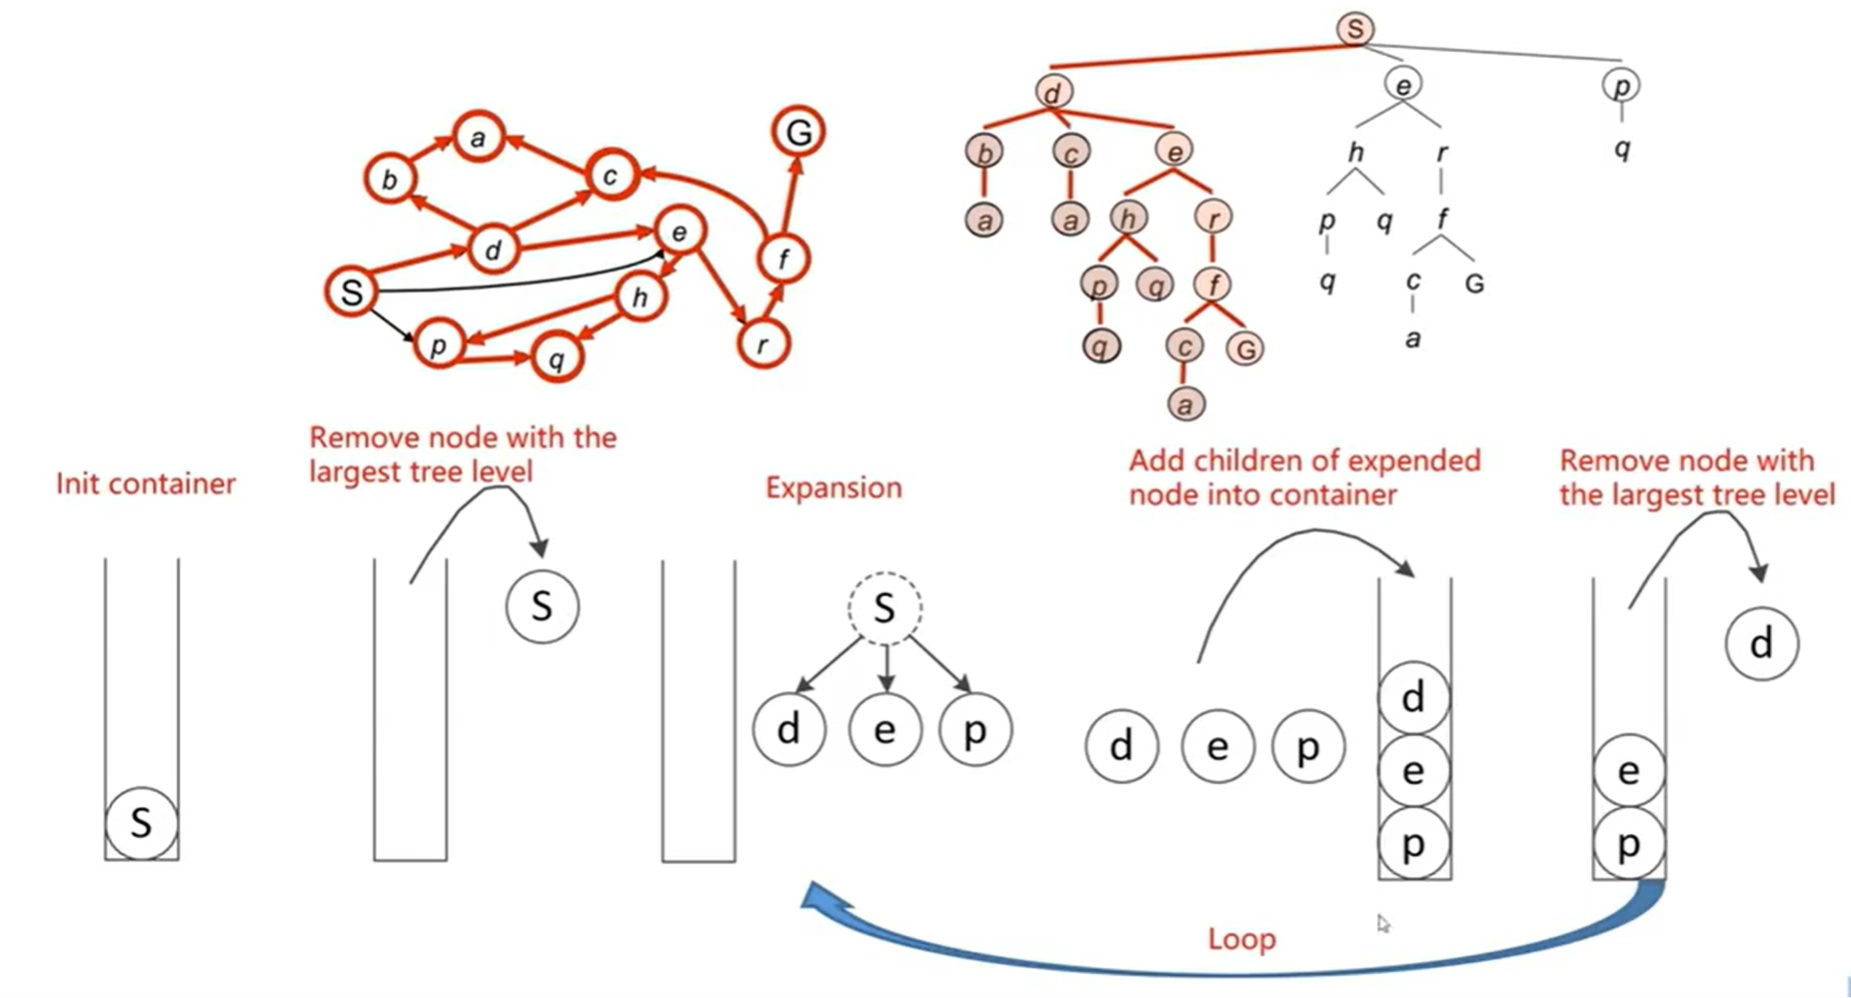 a
b
c
G
d
e
f
S
h
p
q
r
S
d
e
p
b
c
e
h
r
q
a
a
h
r
p
q
f
p
q
f
q
c
G
q
c
G
a
a
Remove node with the
largest tree level
Init container
Expansion
Add children of expended
node into container
Remove node with
the largest tree level
S
S
S
d
e
p
d
e
p
d
e
p
d
e
p
Loop